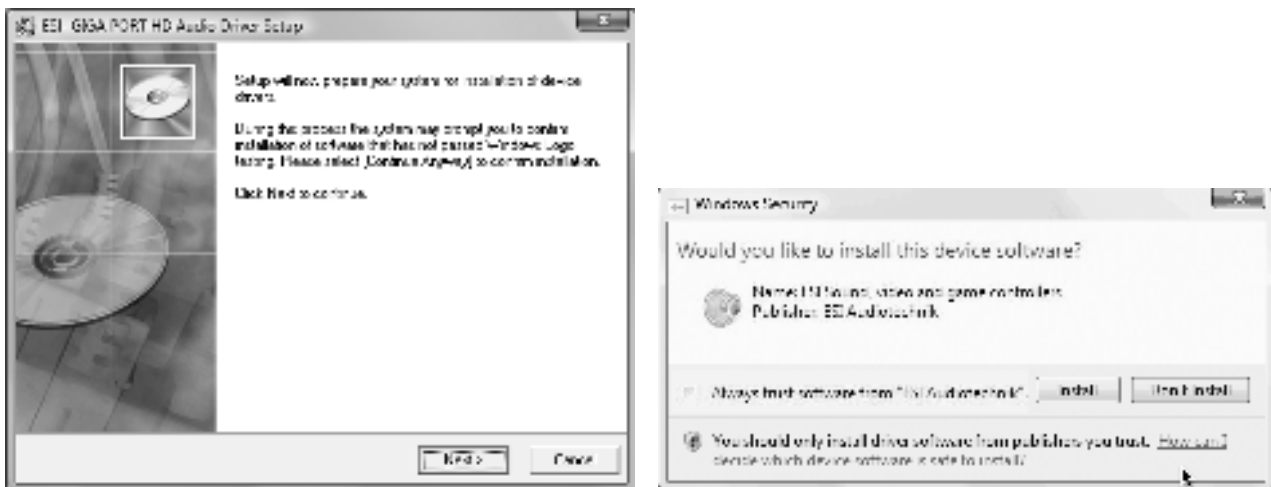 ESI GIGA PORT HD Audio Driver Setup
Setup will now prepare your system for installation of device
drivers.
During this process the system may prompt you to confirm
installation of software that has not passed Windows Logo
testing. Please select [Continue Anyway] to confirm installation.
Click Next to continue.
Next >
Cancel
Windows Security
Would you like to install this device software?
Name: ESI Sound, video and game controllers
Publisher: ESI Audiotechnik
Always trust software from "ESI Audiotechnik".
Install
Don't Install
You should only install driver software from publishers you trust. How can I
decide which device software is safe to install?